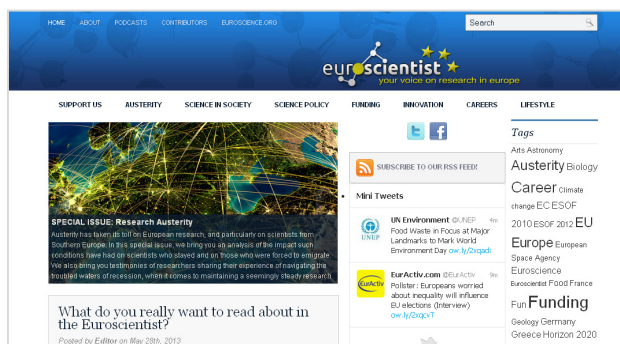 HOME ABOUT PODCASTS CONTRIBUTORS EUROSCIENCE.ORG
Search
euroscientist
your voice on research in europe
SUPPORT US AUSTERITY SCIENCE IN SOCIETY SCIENCE POLICY FUNDING INNOVATION CAREERS LIFESTYLE
SPECIAL ISSUE: Research Austerity
Austerity has taken its toll on European research, and particularly on scientists from
Southern Europe. In this special issue, we bring you an analysis of the impact such
conditions have had on scientists who stayed and on those who were forced to emigrate.
We also bring you testimonies of researchers sharing their experience of navigating the
troubled waters of recession, when it comes to maintaining a seemingly steady research
What do you really want to read about in
the Euroscientist?
Posted by Editor on May 28th, 2013
SUBSCRIBE TO OUR RSS FEED!
Mini Tweets
UNEP
UN Environment @UNEP 4m
Food Waste in Focus at Major
Landmarks to Mark World
Environment Day ow.ly/2xqadi
EurActiv
EurActiv.com @EurActiv 9m
Pollster: Europeans worried
about inequality will influence
EU elections (Interview)
ow.ly/2xqcvT
Tags
Arts Astronomy
Austerity Biology
Career Climate
change EC ESOF
2010 ESOF 2012 EU
Europe European
Space Agency
Euroscience
Euroscientist Food France
Fun Funding
Geology Germany
Greece Horizon 2020